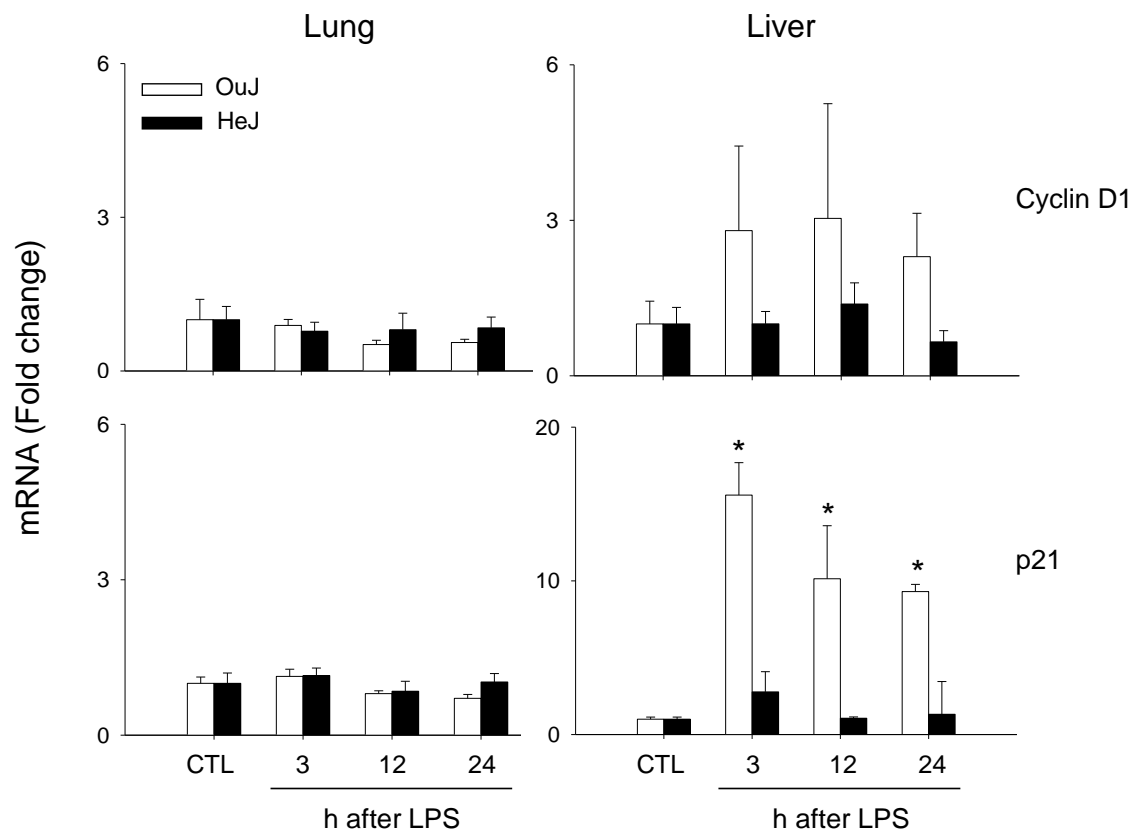 Lung
Liver
6
3
0
OuJ
HeJ
6
3
0
Cyclin D1
mRNA (Fold change)
6
3
0
20
10
0
*
*
*
p21
CTL 3 12 24
h after LPS
CTL 3 12 24
h after LPS